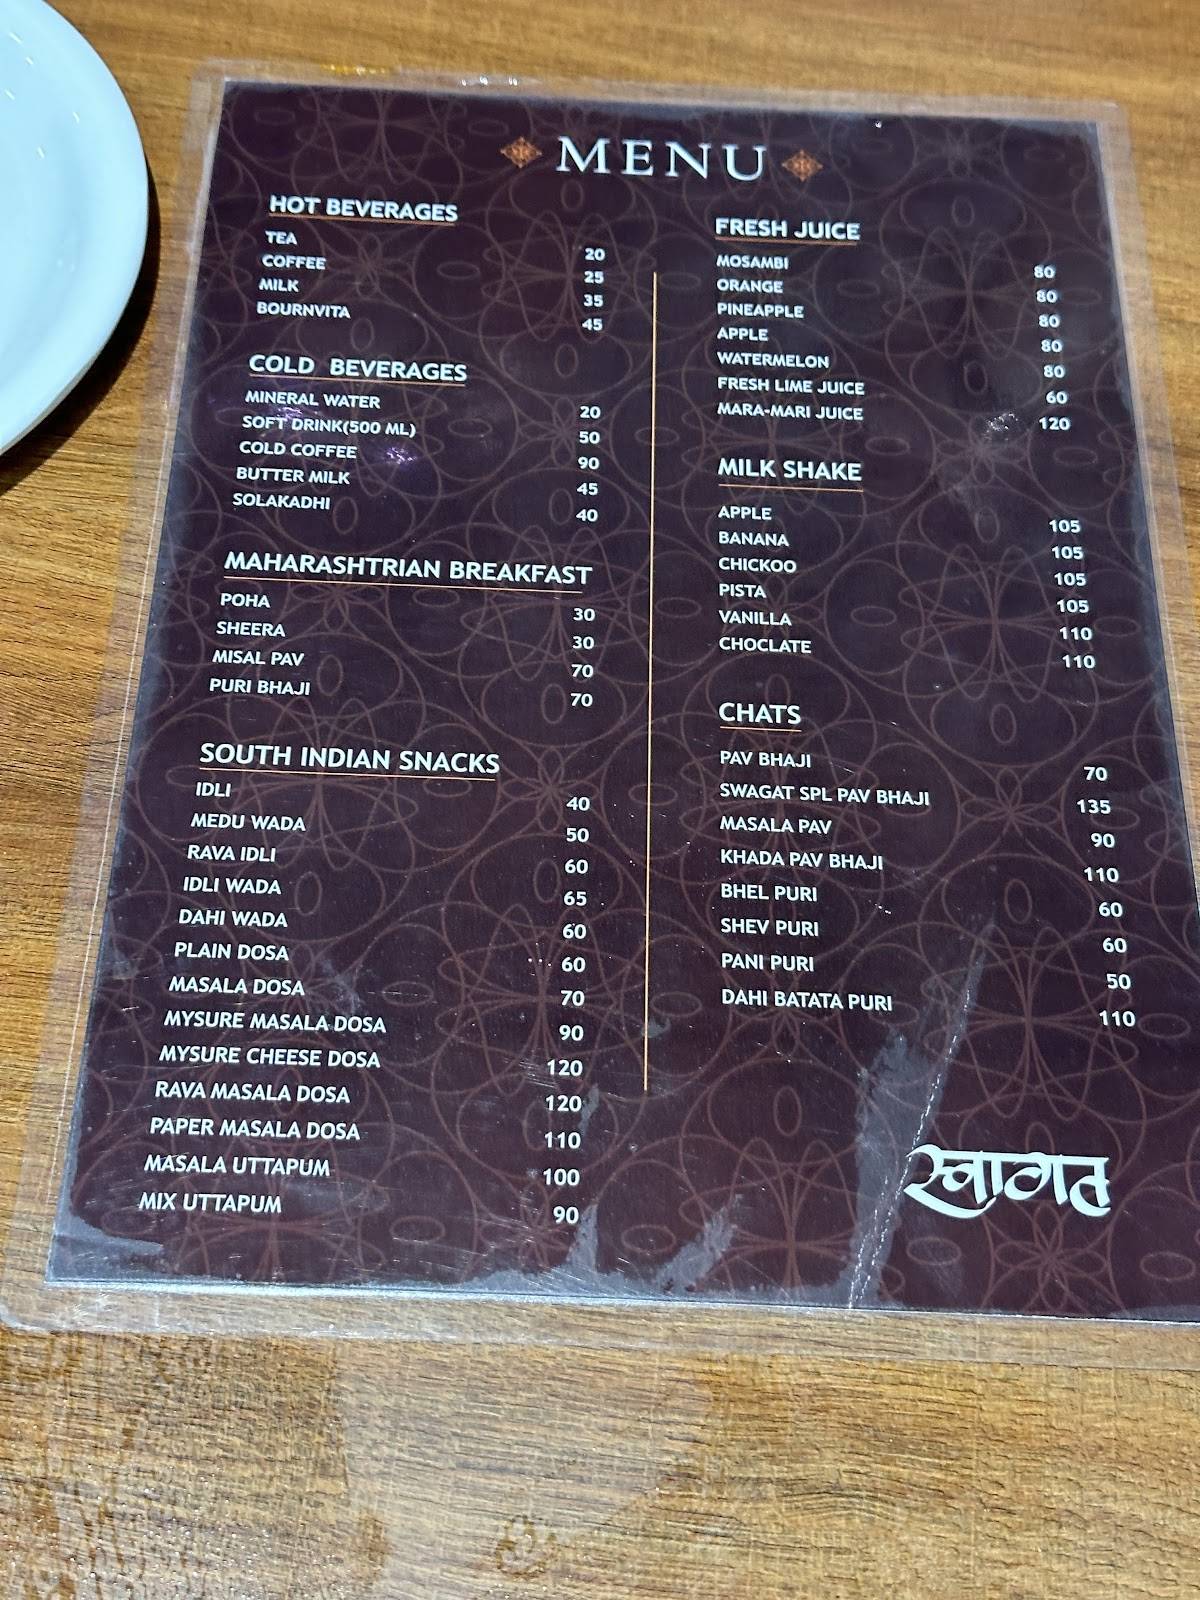 MENU
HOT BEVERAGES
TEA 20
COFFEE 25
MILK 35
BOURNVITA 45
COLD BEVERAGES
MINERAL WATER 20
SOFT DRINK(500 ML) 50
COLD COFFEE 90
BUTTER MILK 45
SOLAKADHI 40
MAHARASHTRIAN BREAKFAST
POHA 30
SHEERA 30
MISAL PAV 70
PURI BHAJI 70
SOUTH INDIAN SNACKS
IDLI 40
MEDU WADA 50
RAVA IDLI 60
IDLI WADA 65
DAHI WADA 60
PLAIN DOSA 60
MASALA DOSA 70
MYSURE MASALA DOSA 90
MYSURE CHEESE DOSA 120
RAVA MASALA DOSA 120
PAPER MASALA DOSA 110
MASALA UTTAPUM 100
MIX UTTAPUM 90
FRESH JUICE
MOSAMBI 80
ORANGE 80
PINEAPPLE 80
APPLE 80
WATERMELON 80
FRESH LIME JUICE 60
MARA-MARI JUICE 120
MILK SHAKE
APPLE 105
BANANA 105
CHICKOO 105
PISTA 105
VANILLA 110
CHOCLATE 110
CHATS
PAV BHAJI 70
SWAGAT SPL PAV BHAJI 135
MASALA PAV 90
KHADA PAV BHAJI 110
BHEL PURI 60
SHEV PURI 60
PANI PURI 50
DAHI BATATA PURI 110
स्वागत